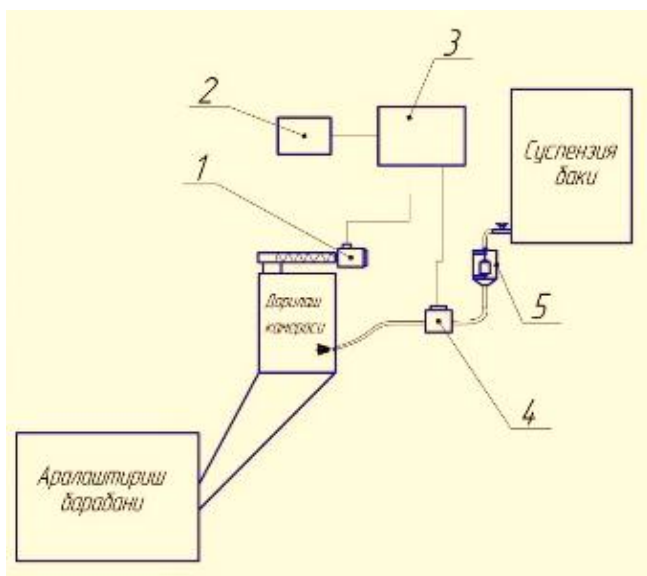 3
2
Суспензия
баки
1
Дорилаш
камераси
5
4
Аралаштириш
барабани